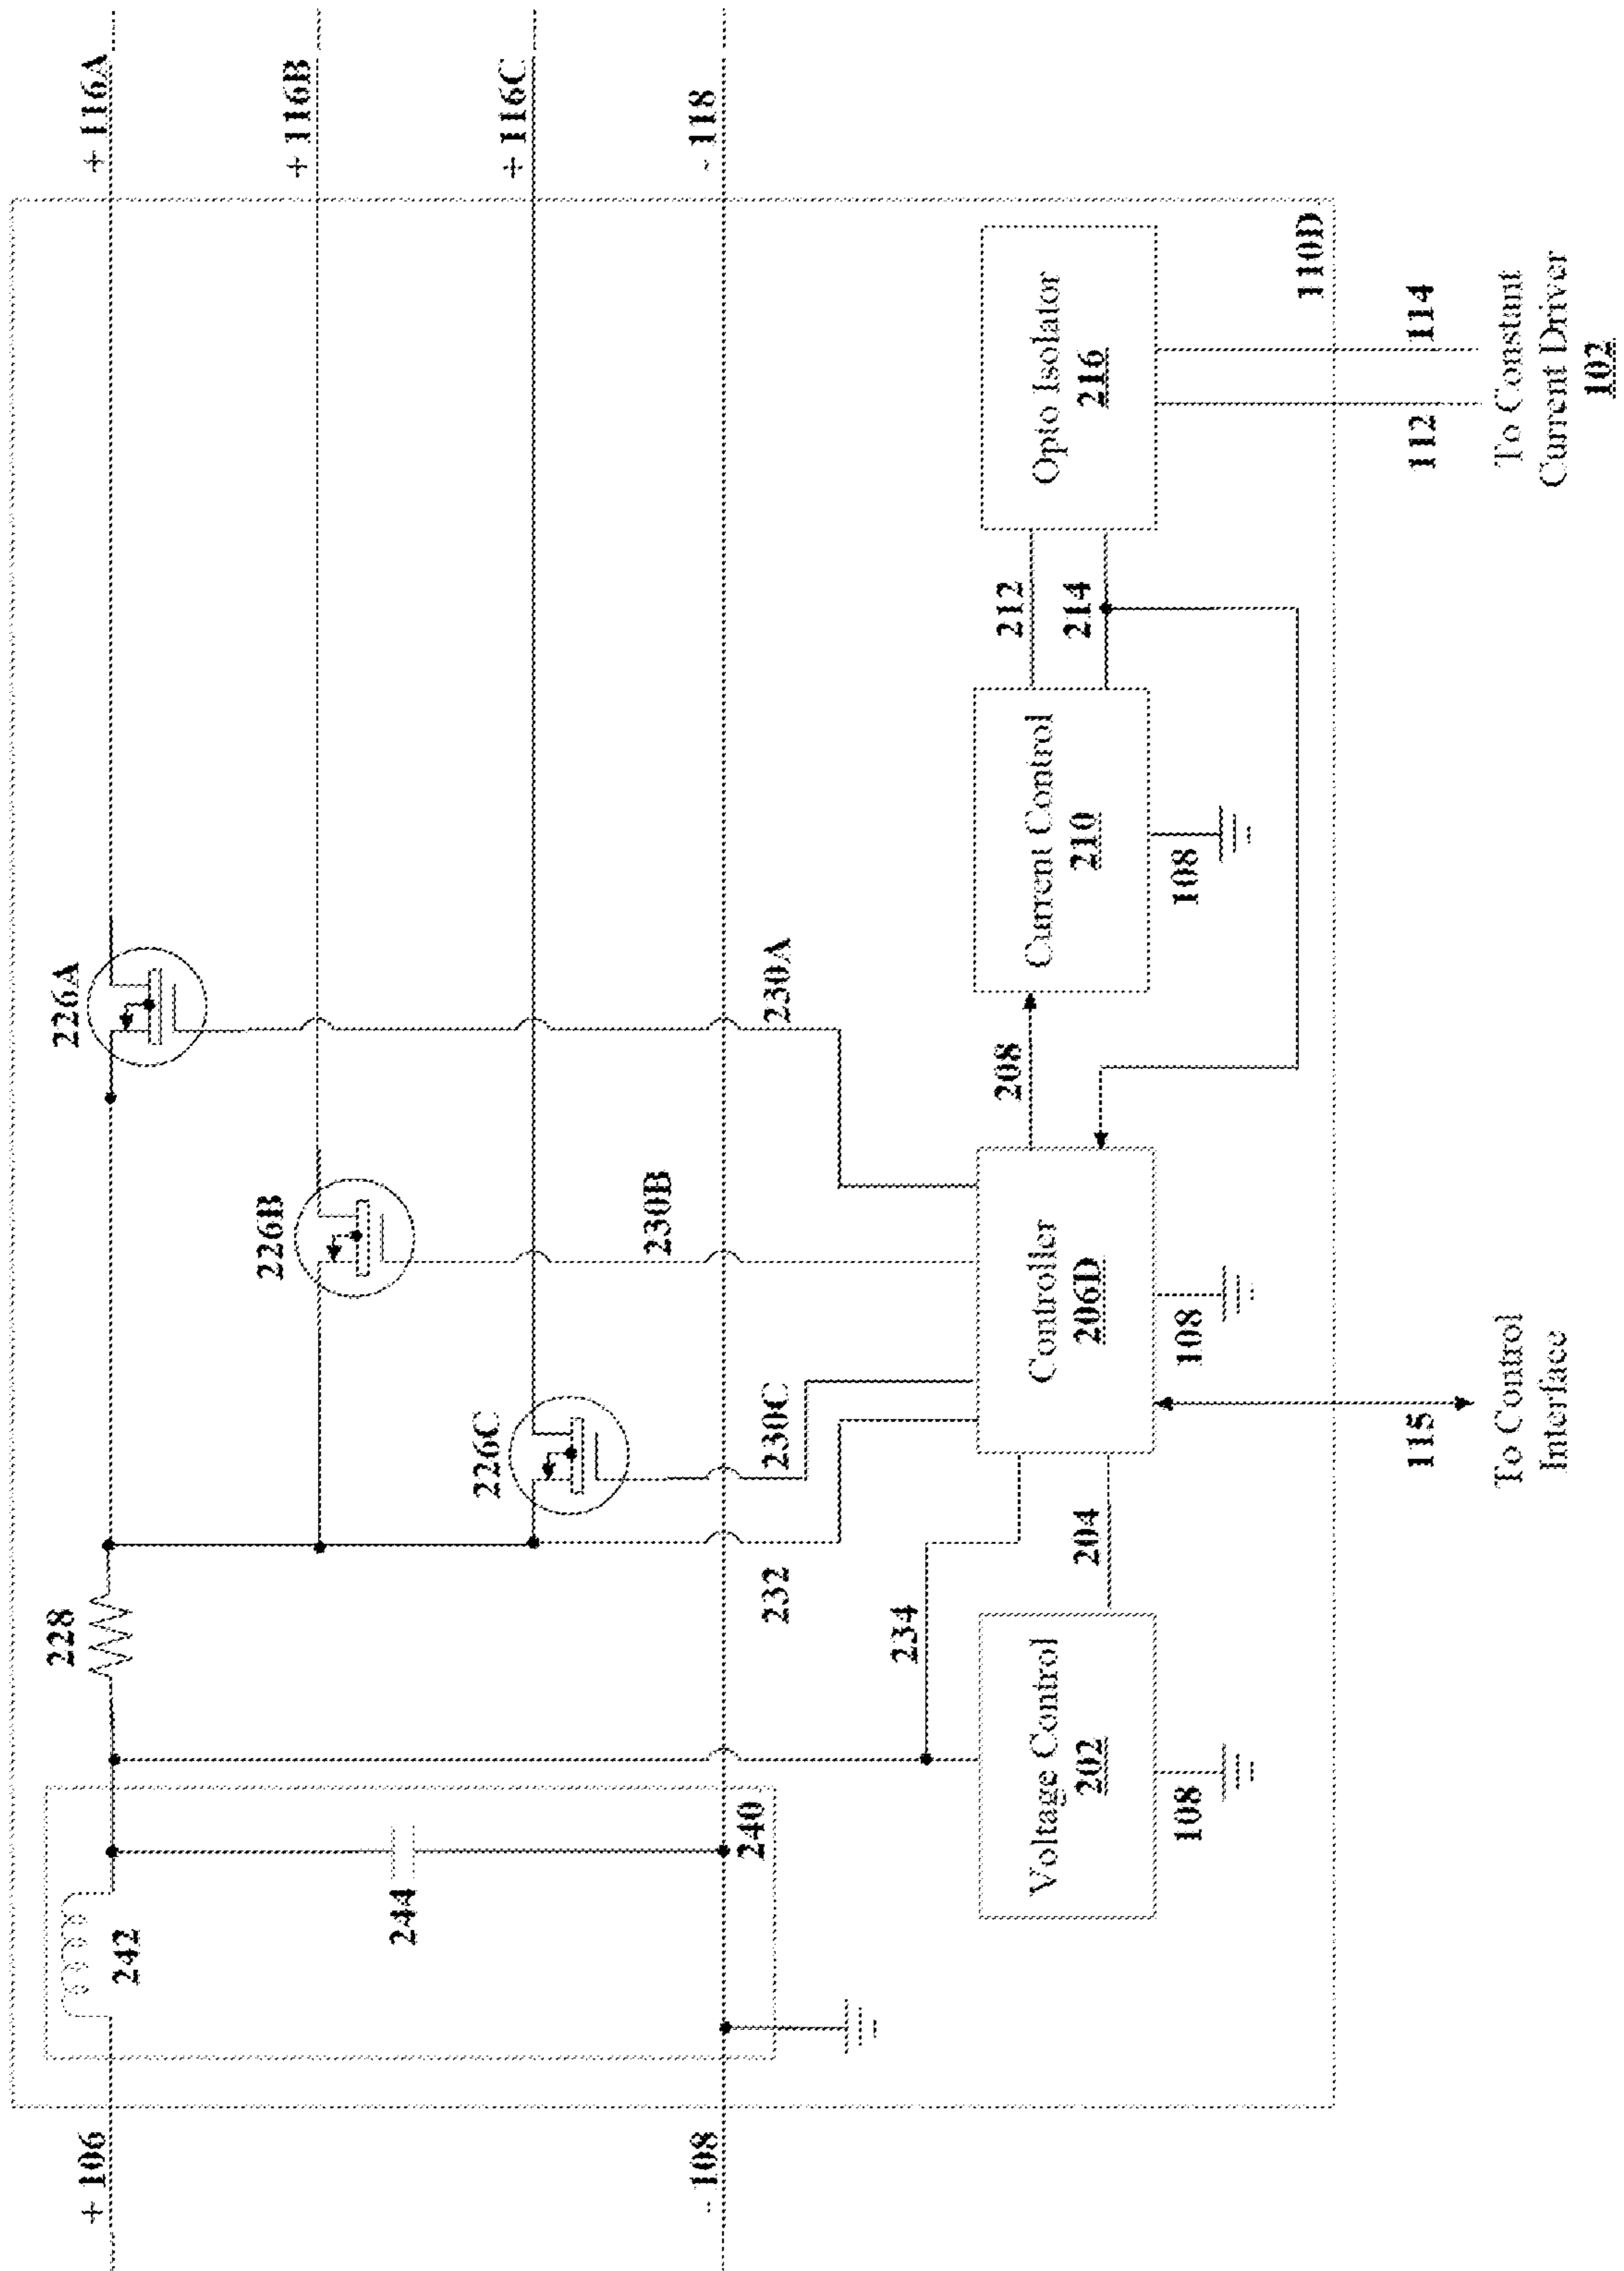 + 106
- 108
242
244
240
228
226A
226B
226C
+ 116A
+ 116B
+ 116C
- 118
230A
230B
230C
232
234
Voltage Control
202
108
204
Controller
206D
108
208
Current Control
210
108
212
214
Opto Isolator
216
110D
115
To Control
Interface
112
114
To Constant
Current Driver
102